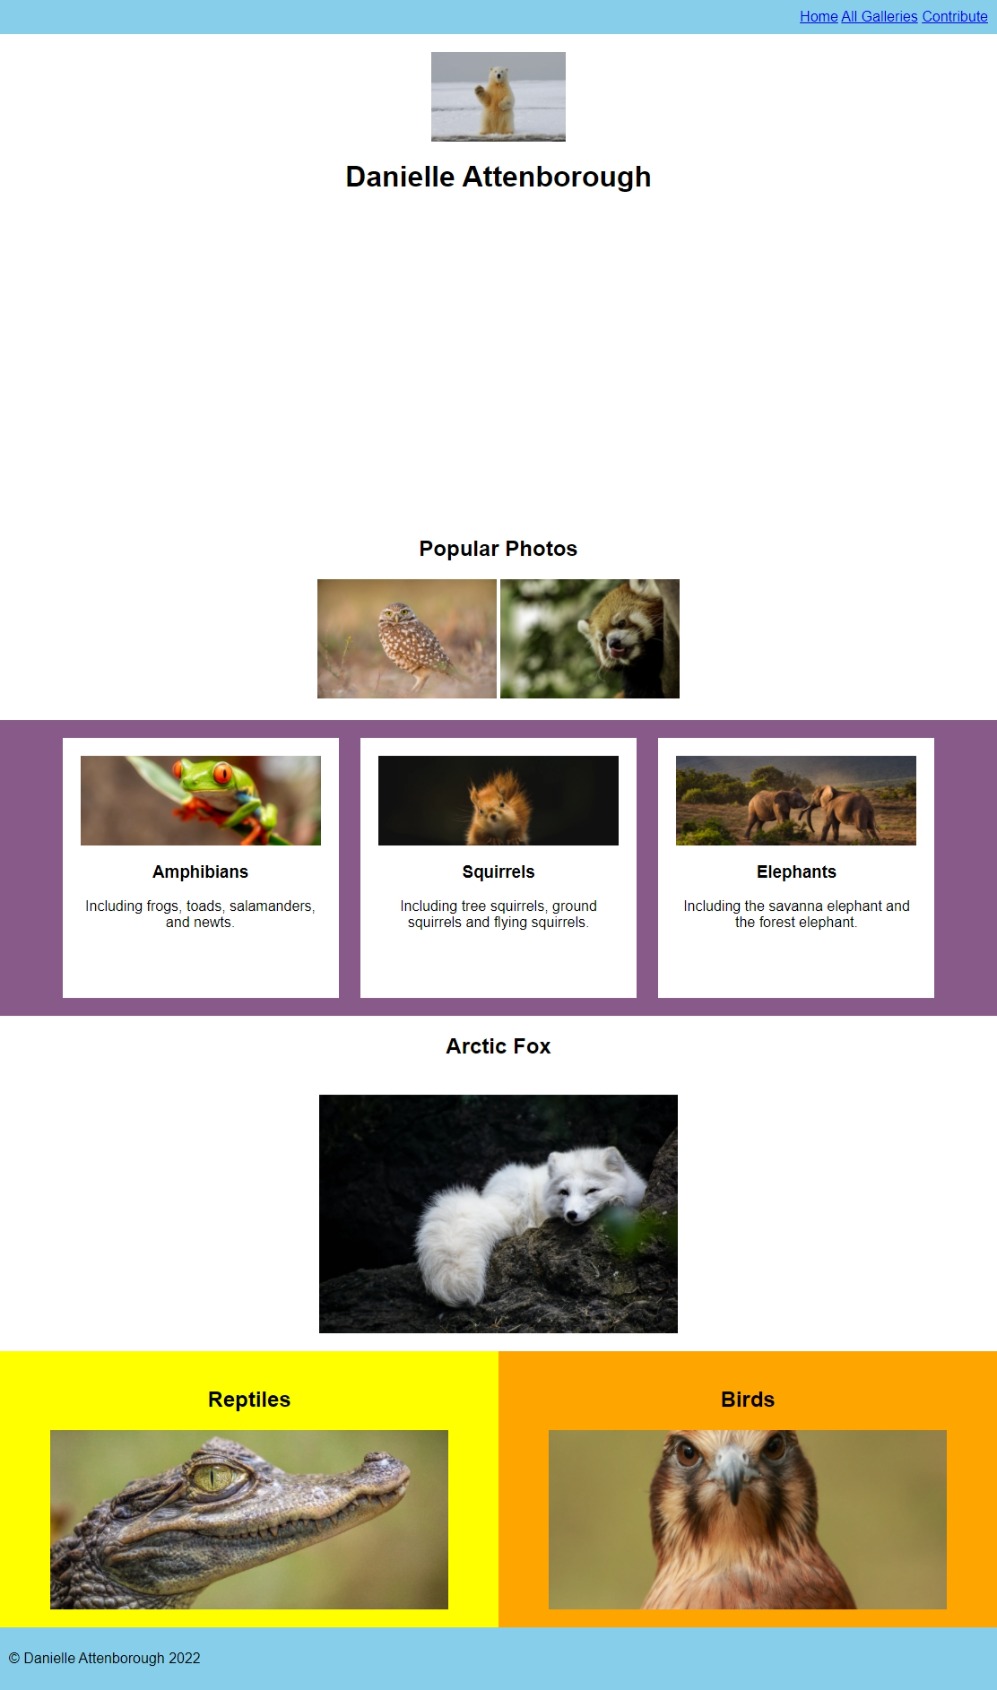 Home All Galleries Contribute
Danielle Attenborough
Popular Photos
Amphibians
Including frogs, toads, salamanders,
and newts.
Squirrels
Including tree squirrels, ground
squirrels and flying squirrels.
Elephants
Including the savanna elephant and
the forest elephant.
Arctic Fox
Reptiles
Birds
© Danielle Attenborough 2022